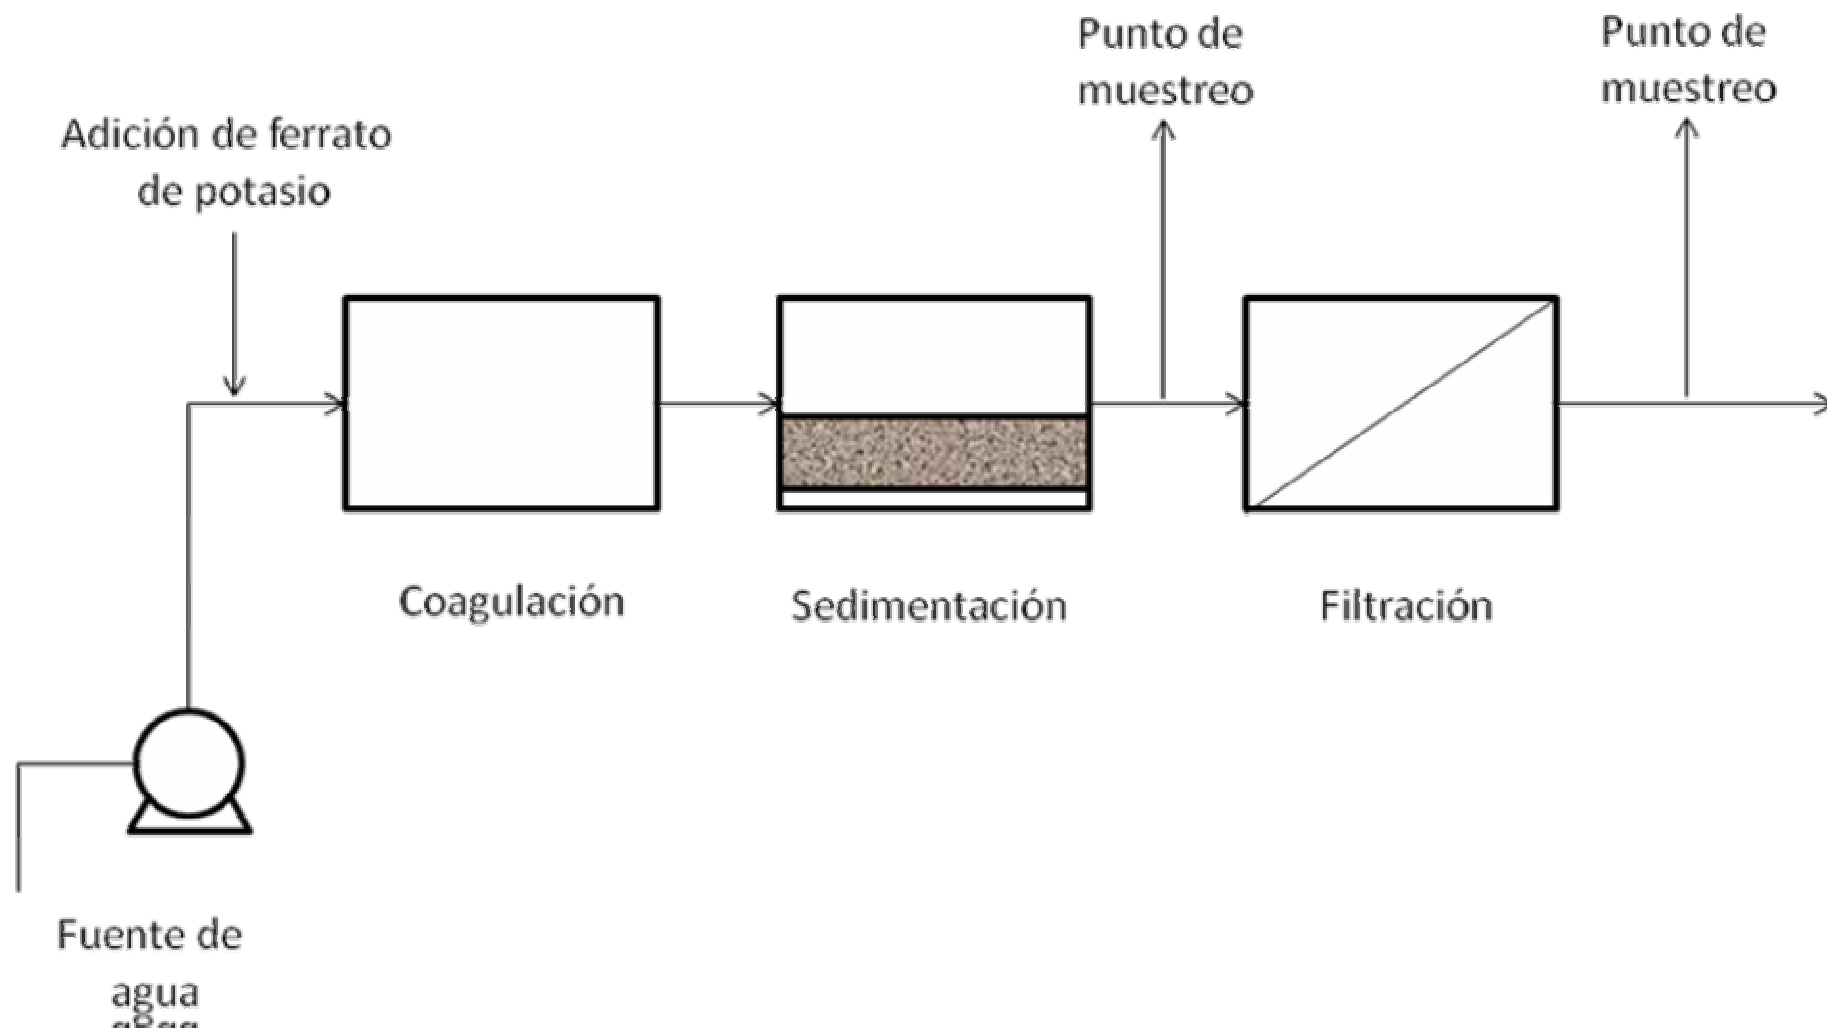 Punto de
muestreo
Punto de
muestreo
Adición de ferrato
de potasio
Coagulación
Sedimentación
Filtración
Fuente de
agua